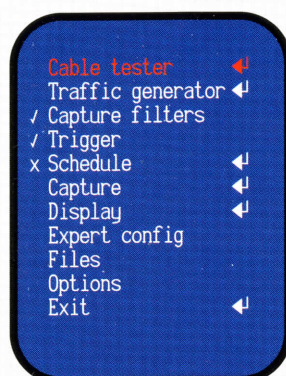 Cable tester ↵
Traffic generator ↵
√ Capture filters
√ Trigger
x Schedule ↵
Capture ↵
Display ↵
Expert config
Files
Options
Exit ↵